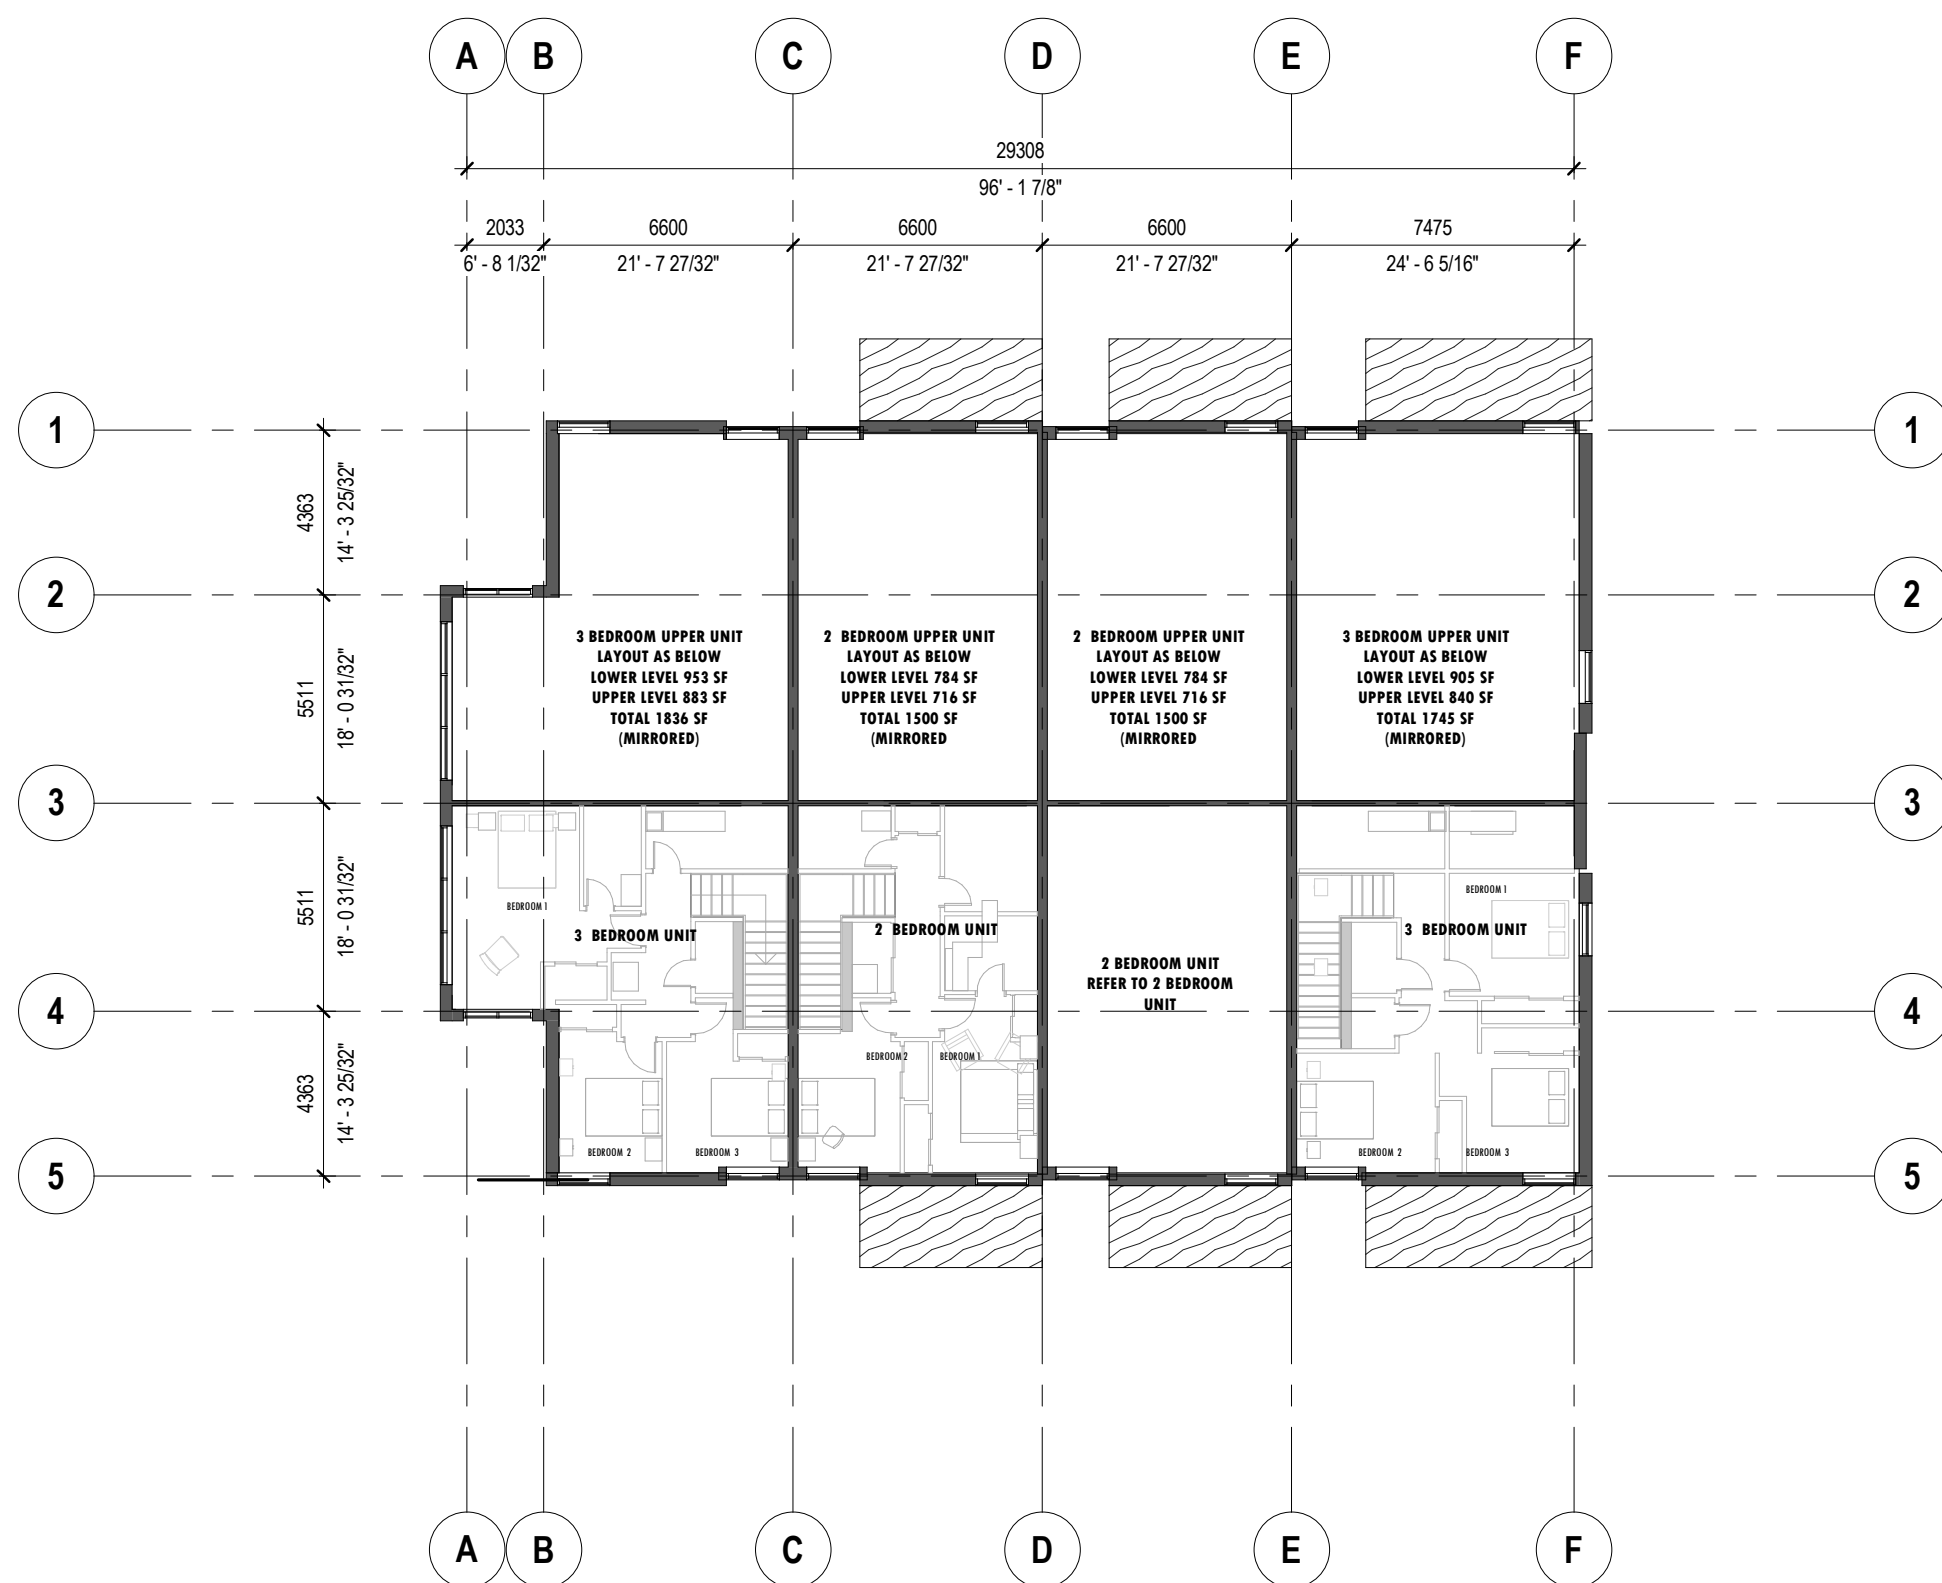 A B C D E F
29308
96' - 1 7/8"
2033 6600 6600 6600 7475
6' - 8 1/32" 21' - 7 27/32" 21' - 7 27/32" 21' - 7 27/32" 24' - 6 5/16"
1 1
4363
14' - 3 25/32"
2 2
3 BEDROOM UPPER UNIT
LAYOUT AS BELOW
LOWER LEVEL 953 SF
UPPER LEVEL 883 SF
TOTAL 1836 SF
(MIRRORED)
2 BEDROOM UPPER UNIT
LAYOUT AS BELOW
LOWER LEVEL 784 SF
UPPER LEVEL 716 SF
TOTAL 1500 SF
(MIRRORED
2 BEDROOM UPPER UNIT
LAYOUT AS BELOW
LOWER LEVEL 784 SF
UPPER LEVEL 716 SF
TOTAL 1500 SF
(MIRRORED
3 BEDROOM UPPER UNIT
LAYOUT AS BELOW
LOWER LEVEL 905 SF
UPPER LEVEL 840 SF
TOTAL 1745 SF
(MIRRORED)
5511
18' - 0 31/32"
3 3
5511
18' - 0 31/32"
BEDROOM 1
3 BEDROOM UNIT
2 BEDROOM UNIT
BEDROOM 1
3 BEDROOM UNIT
2 BEDROOM UNIT
REFER TO 2 BEDROOM
UNIT
4 4
4363
14' - 3 25/32"
BEDROOM 2 BEDROOM 1
BEDROOM 2 BEDROOM 3
BEDROOM 2 BEDROOM 3
5 5
A B C D E F